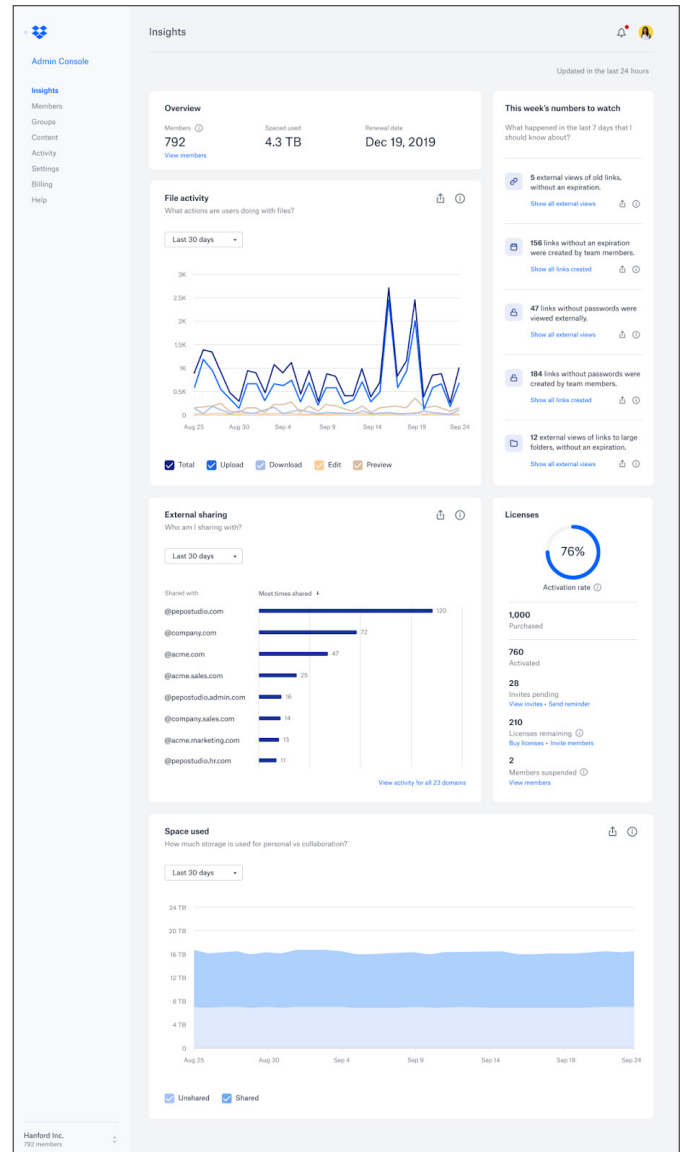 Insights
Admin Console
Insights
Members
Groups
Content
Activity
Settings
Billing
Help
Hanford Inc.
792 members
Updated in the last 24 hours
Overview
Members
792
View members
Spaced used
4.3 TB
Renewal date
Dec 19, 2019
This week's numbers to watch
What happened in the last 7 days that I
should know about?
5 external views of old links,
without an expiration.
Show all external views
156 links without an expiration
were created by team members.
Show all links created
47 links without passwords were
viewed externally.
Show all external views
184 links without passwords were
created by team members.
Show all links created
12 external views of links to large
folders, without an expiration.
Show all external views
File activity
What actions are users doing with files?
Last 30 days
3K
2.5K
2K
1.5K
1K
0.5K
0
Aug 25 Aug 30 Sep 4 Sep 9 Sep 14 Sep 19 Sep 24
Total Upload Download Edit Preview
External sharing
Who am I sharing with?
Last 30 days
Shared with Most times shared
@pepostudio.com 120
@company.com 72
@acme.com 47
@acme.sales.com 25
@pepostudio.admin.com 16
@company.sales.com 14
@acme.marketing.com 13
@pepostudio.hr.com 11
View activity for all 23 domains
Licenses
76%
Activation rate
1,000
Purchased
760
Activated
28
Invites pending
View invites • Send reminder
210
Licenses remaining
Buy licenses • Invite members
2
Members suspended
View members
Space used
How much storage is used for personal vs collaboration?
Last 30 days
24 TB
20 TB
16 TB
12 TB
8 TB
4 TB
0
Aug 25 Aug 30 Sep 4 Sep 9 Sep 14 Sep 19 Sep 24
Unshared Shared